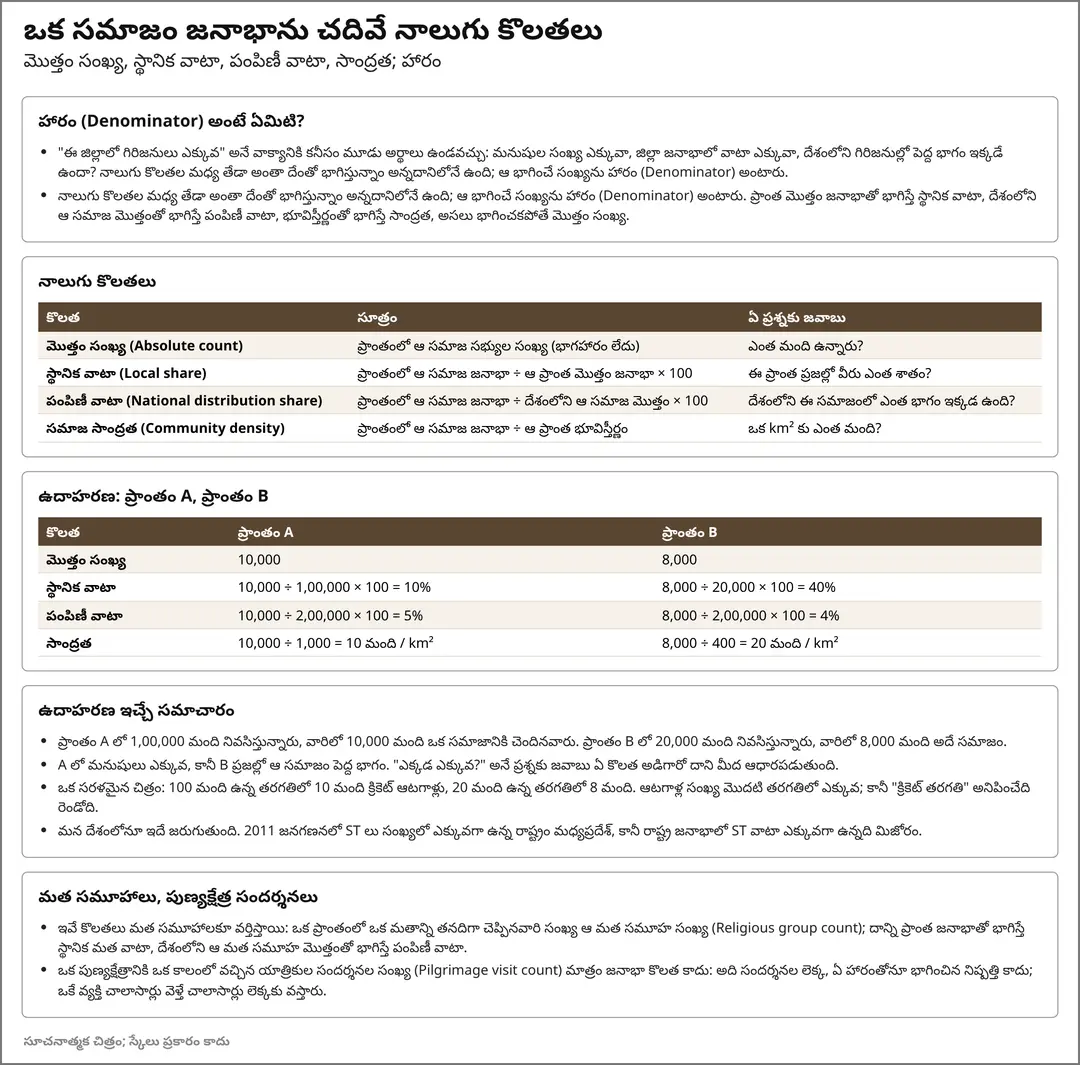 ఒక సమాజం జనాభాను చదివే నాలుగు కొలతలు
మొత్తం సంఖ్య, స్థానిక వాటా, పంపిణీ వాటా, సాంద్రత; హారం
హారం (Denominator) అంటే ఏమిటి?
• "ఈ జిల్లాలో గిరిజనులు ఎక్కువ" అనే వాక్యానికి కనీసం మూడు అర్థాలు ఉండవచ్చు: మనుషుల సంఖ్య ఎక్కువా, జిల్లా జనాభాలో వాటా ఎక్కువా, దేశంలోని గిరిజనుల్లో పెద్ద భాగం ఇక్కడే
ఉందా? నాలుగు కొలతల మధ్య తేడా అంతా దేంతో భాగిస్తున్నాం అన్నదానిలోనే ఉంది; ఆ భాగించే సంఖ్యను హారం (Denominator) అంటారు.
• నాలుగు కొలతల మధ్య తేడా అంతా దేంతో భాగిస్తున్నాం అన్నదానిలోనే ఉంది; ఆ భాగించే సంఖ్యను హారం (Denominator) అంటారు. ప్రాంత మొత్తం జనాభాతో భాగిస్తే స్థానిక వాటా, దేశంలోని
ఆ సమాజ మొత్తంతో భాగిస్తే పంపిణీ వాటా, భూవిస్తీర్ణంతో భాగిస్తే సాంద్రత, అసలు భాగించకపోతే మొత్తం సంఖ్య.
నాలుగు కొలతలు
కొలత సూత్రం ఏ ప్రశ్నకు జవాబు
మొత్తం సంఖ్య (Absolute count) ప్రాంతంలో ఆ సమాజ సభ్యుల సంఖ్య (భాగహారం లేదు) ఎంత మంది ఉన్నారు?
స్థానిక వాటా (Local share) ప్రాంతంలో ఆ సమాజ జనాభా ÷ ఆ ప్రాంత మొత్తం జనాభా × 100 ఈ ప్రాంత ప్రజల్లో వీరు ఎంత శాతం?
పంపిణీ వాటా (National distribution share) ప్రాంతంలో ఆ సమాజ జనాభా ÷ దేశంలోని ఆ సమాజ మొత్తం × 100 దేశంలోని ఈ సమాజంలో ఎంత భాగం ఇక్కడ ఉంది?
సమాజ సాంద్రత (Community density) ప్రాంతంలో ఆ సమాజ జనాభా ÷ ఆ ప్రాంత భూవిస్తీర్ణం ఒక km² కు ఎంత మంది?
ఉదాహరణ: ప్రాంతం A, ప్రాంతం B
కొలత ప్రాంతం A ప్రాంతం B
మొత్తం సంఖ్య 10,000 8,000
స్థానిక వాటా 10,000 ÷ 1,00,000 × 100 = 10% 8,000 ÷ 20,000 × 100 = 40%
పంపిణీ వాటా 10,000 ÷ 2,00,000 × 100 = 5% 8,000 ÷ 2,00,000 × 100 = 4%
సాంద్రత 10,000 ÷ 1,000 = 10 మంది / km² 8,000 ÷ 400 = 20 మంది / km²
ఉదాహరణ ఇచ్చే సమాచారం
• ప్రాంతం A లో 1,00,000 మంది నివసిస్తున్నారు, వారిలో 10,000 మంది ఒక సమాజానికి చెందినవారు. ప్రాంతం B లో 20,000 మంది నివసిస్తున్నారు, వారిలో 8,000 మంది అదే సమాజం.
• A లో మనుషులు ఎక్కువ, కానీ B ప్రజల్లో ఆ సమాజం పెద్ద భాగం. "ఎక్కడ ఎక్కువ?" అనే ప్రశ్నకు జవాబు ఏ కొలత అడిగారో దాని మీద ఆధారపడుతుంది.
• ఒక సరళమైన చిత్రం: 100 మంది ఉన్న తరగతిలో 10 మంది క్రికెట్ ఆటగాళ్లు, 20 మంది ఉన్న తరగతిలో 8 మంది. ఆటగాళ్ల సంఖ్య మొదటి తరగతిలో ఎక్కువ; కానీ "క్రికెట్ తరగతి" అనిపించేది
రెండోది.
• మన దేశంలోనూ ఇదే జరుగుతుంది. 2011 జనగణనలో ST లు సంఖ్యలో ఎక్కువగా ఉన్న రాష్ట్రం మధ్యప్రదేశ్, కానీ రాష్ట్ర జనాభాలో ST వాటా ఎక్కువగా ఉన్నది మిజోరం.
మత సమూహాలు, పుణ్యక్షేత్ర సందర్శనలు
• ఇవే కొలతలు మత సమూహాలకూ వర్తిస్తాయి: ఒక ప్రాంతంలో ఒక మతాన్ని తనదిగా చెప్పినవారి సంఖ్య ఆ మత సమూహ సంఖ్య (Religious group count); దాన్ని ప్రాంత జనాభాతో భాగిస్తే
స్థానిక మత వాటా, దేశంలోని ఆ మత సమూహ మొత్తంతో భాగిస్తే పంపిణీ వాటా.
• ఒక పుణ్యక్షేత్రానికి ఒక కాలంలో వచ్చిన యాత్రికుల సందర్శనల సంఖ్య (Pilgrimage visit count) మాత్రం జనాభా కొలత కాదు: అది సందర్శనల లెక్క, ఏ హారంతోనూ భాగించిన నిష్పత్తి కాదు;
ఒకే వ్యక్తి చాలాసార్లు వెళ్తే చాలాసార్లు లెక్కకు వస్తారు.
సూచనాత్మక చిత్రం; స్కేలు ప్రకారం కాదు